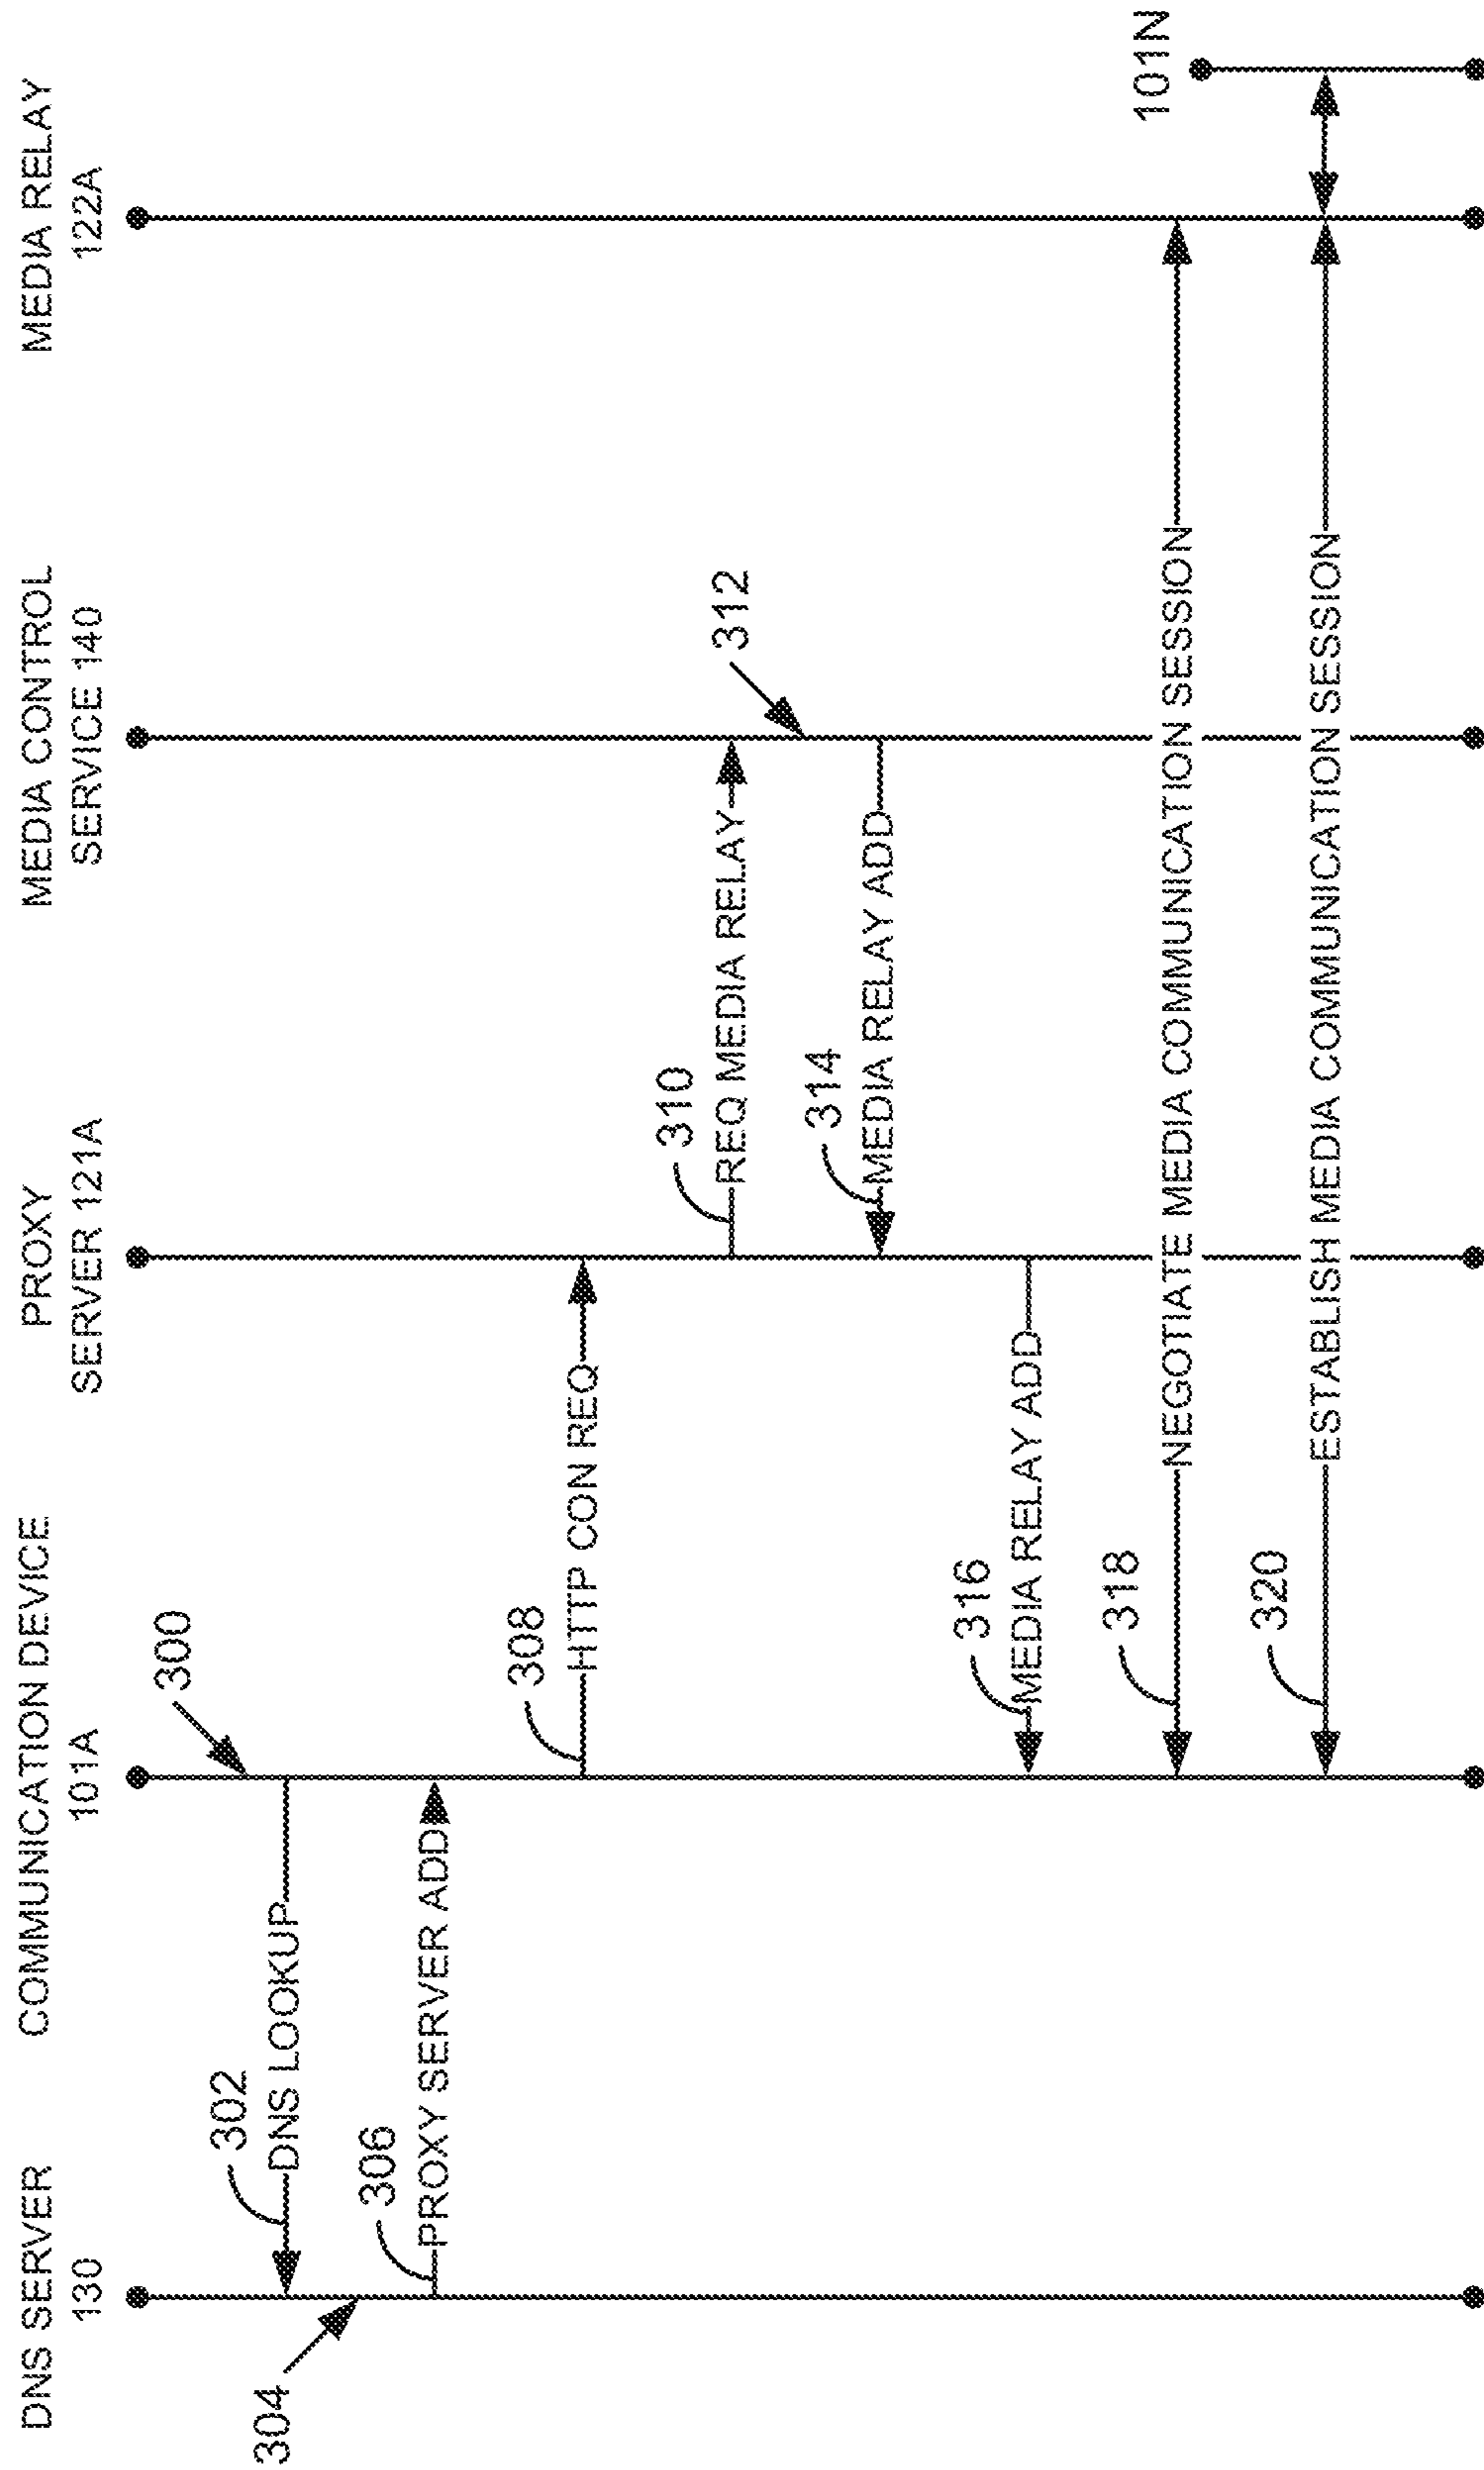 DNS SERVER
130
COMMUNICATION DEVICE
101A
PROXY
SERVER 121A
MEDIA CONTROL
SERVICE 140
MEDIA RELAY
122A
300
302
DNS LOOKUP
304
306
PROXY SERVER ADD
308
HTTP CON REQ
310
REQ MEDIA RELAY
312
314
MEDIA RELAY ADD
316
MEDIA RELAY ADD
318
NEGOTIATE MEDIA COMMUNICATION SESSION
101N
320
ESTABLISH MEDIA COMMUNICATION SESSION